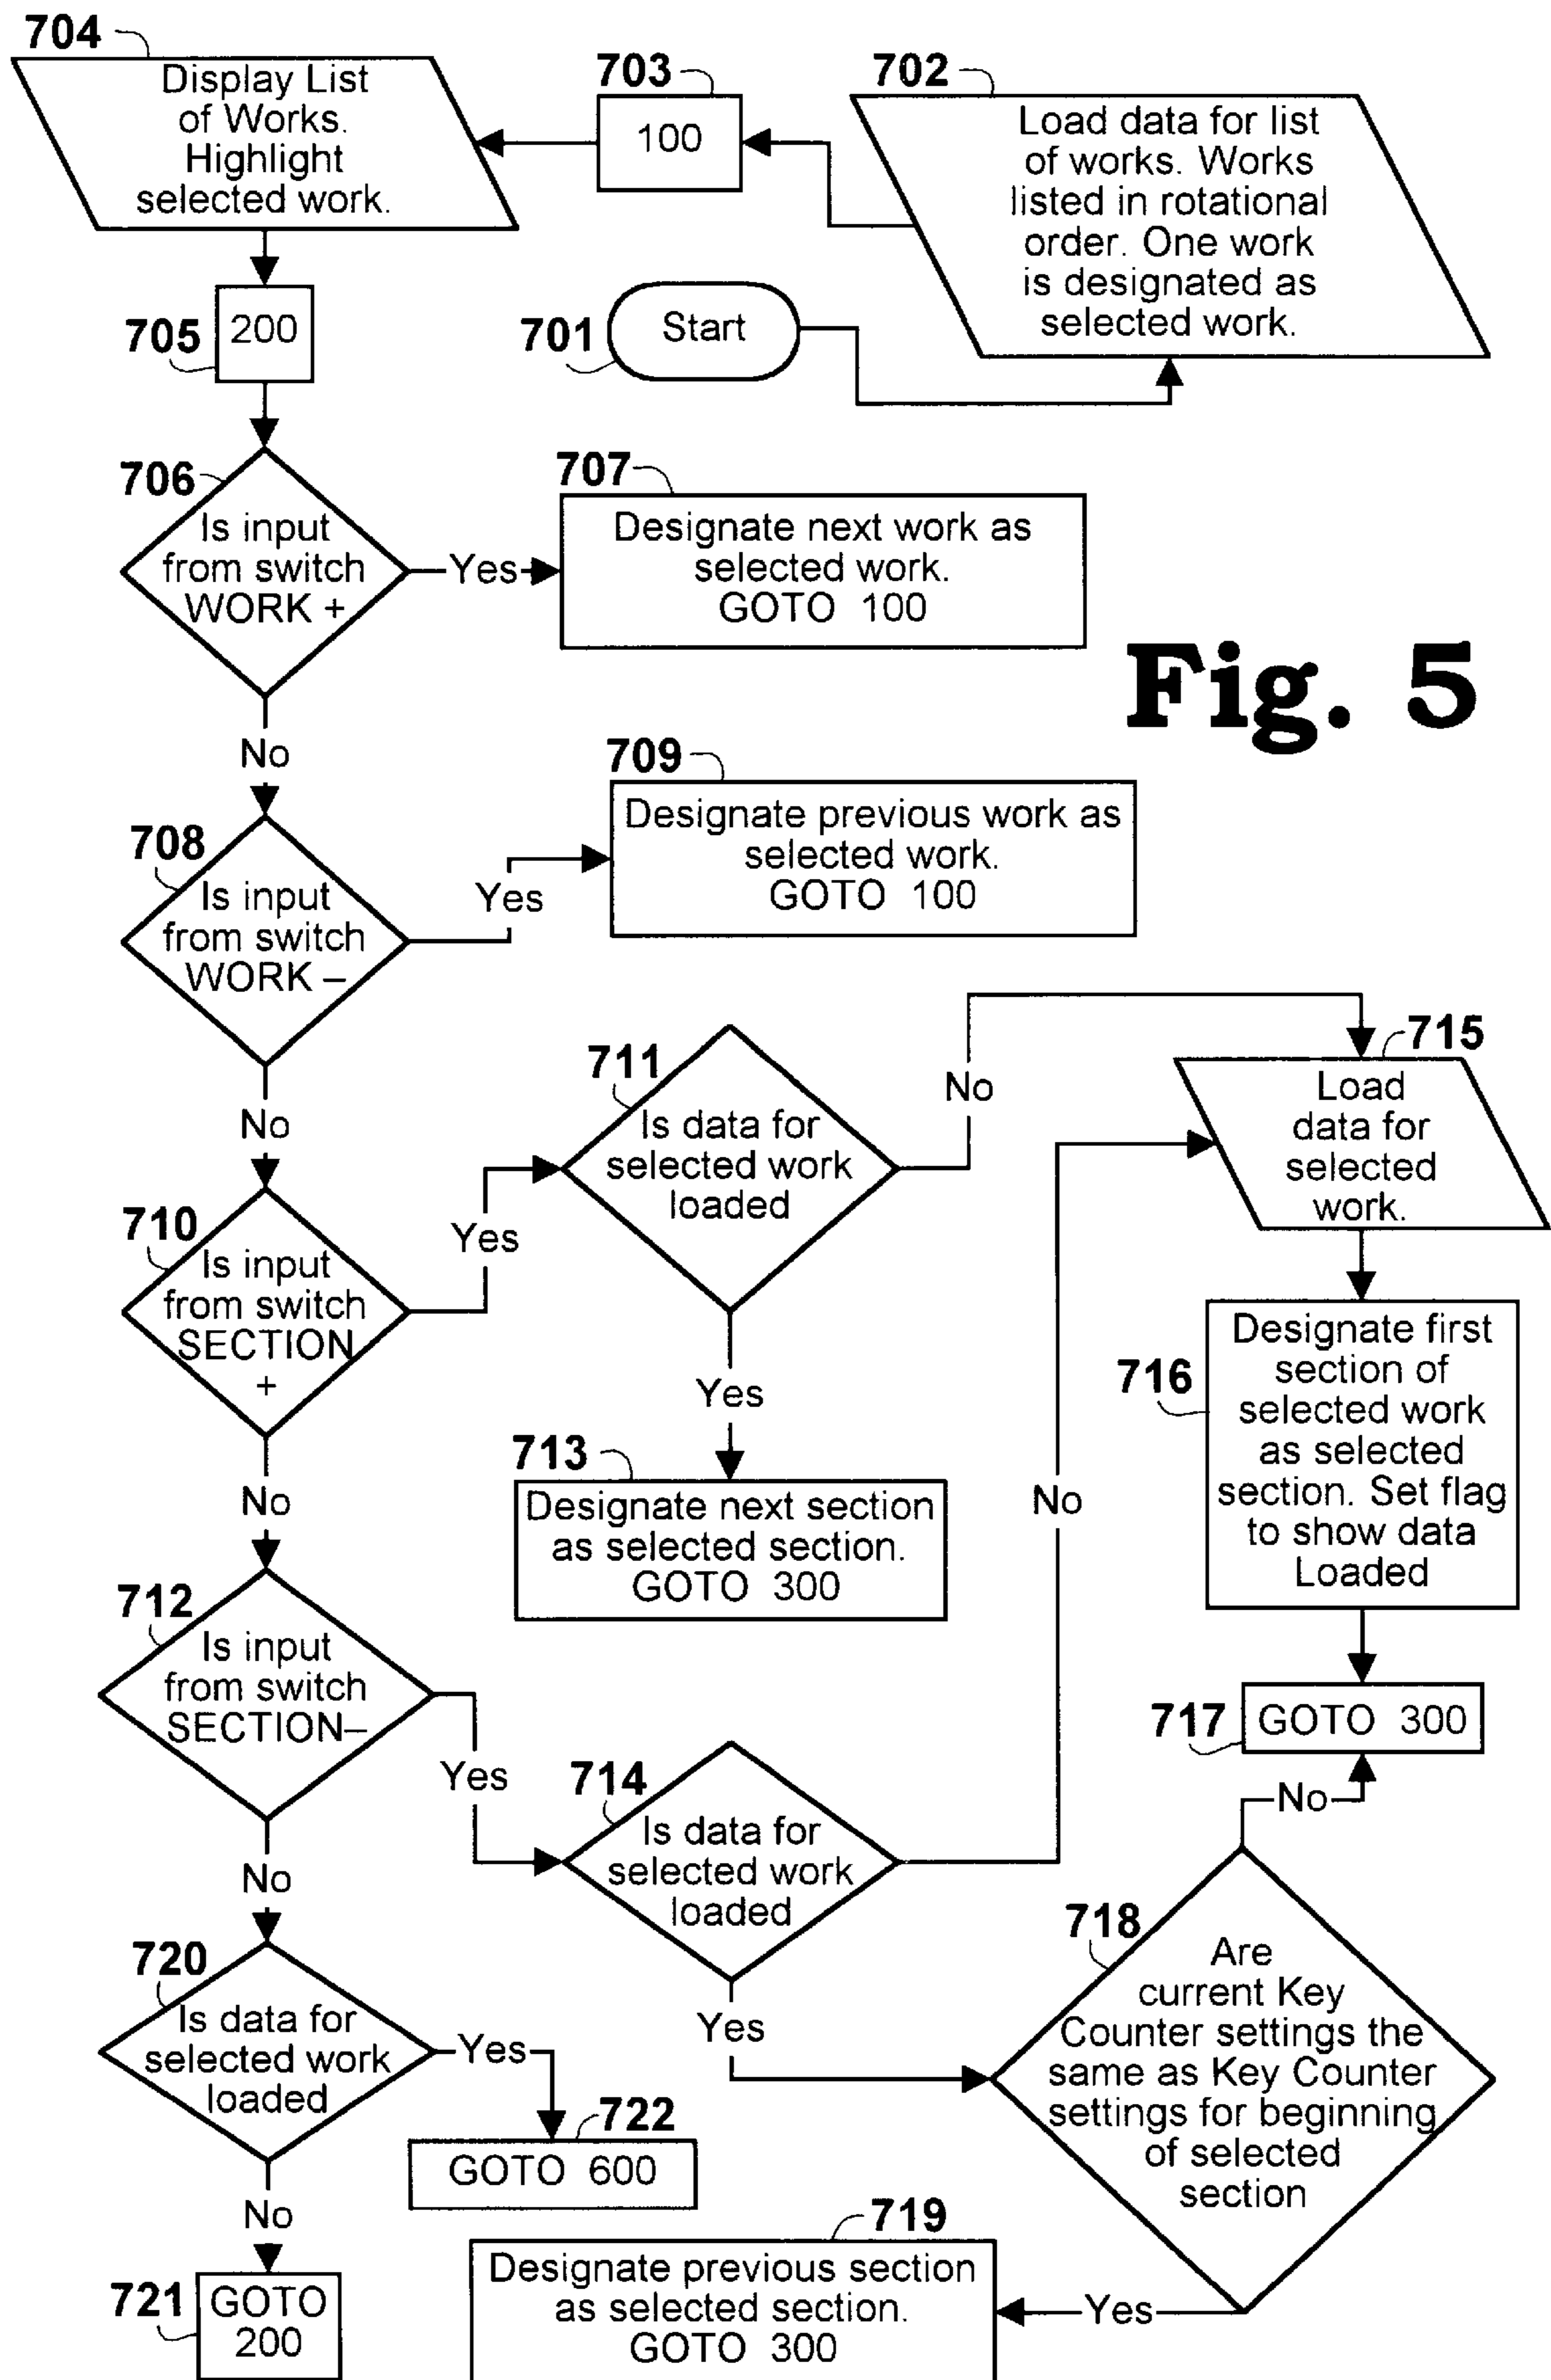 704
Display List
of Works.
Highlight
selected work.
703
100
702
Load data for list
of works. Works
listed in rotational
order. One work
is designated as
selected work.
705
200
701
Start
706
Is input
from switch
WORK +
Yes
707
Designate next work as
selected work.
GOTO 100
Fig. 5
No
708
Is input
from switch
WORK –
Yes
709
Designate previous work as
selected work.
GOTO 100
No
710
Is input
from switch
SECTION
+
Yes
711
Is data for
selected work
loaded
No
715
Load
data for
selected
work.
Yes
713
Designate next section
as selected section.
GOTO 300
716
Designate first
section of
selected work
as selected
section. Set flag
to show data
Loaded
No
No
712
Is input
from switch
SECTION–
Yes
714
Is data for
selected work
loaded
717
GOTO 300
No
Yes
718
Are
current Key
Counter settings the
same as Key Counter
settings for beginning
of selected
section
No
720
Is data for
selected work
loaded
Yes
722
GOTO 600
No
721
GOTO
200
719
Designate previous section
as selected section.
GOTO 300
Yes